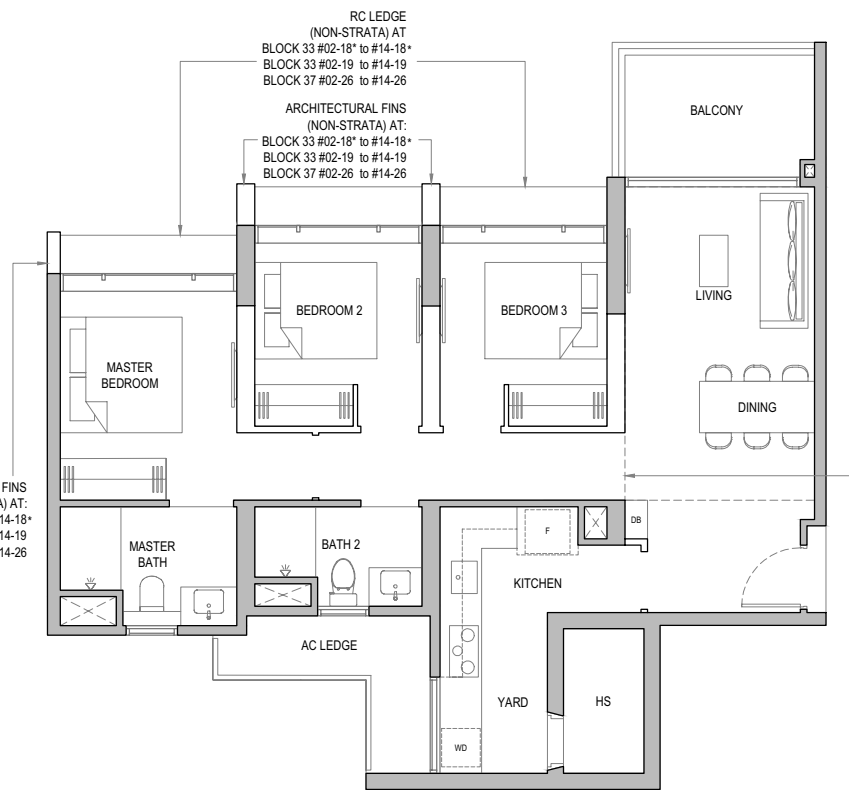 RC LEDGE
(NON-STRATA) AT
BLOCK 33 #02-18* to #14-18*
BLOCK 33 #02-19 to #14-19
BLOCK 37 #02-26 to #14-26
ARCHITECTURAL FINS
(NON-STRATA) AT:
BLOCK 33 #02-18* to #14-18*
BLOCK 33 #02-19 to #14-19
BLOCK 37 #02-26 to #14-26
BALCONY
LIVING
BEDROOM 2
BEDROOM 3
MASTER
BEDROOM
DINING
FINS
A) AT:
14-18*
14-19
14-26
MASTER
BATH
BATH 2
F
DB
KITCHEN
AC LEDGE
YARD
HS
WD